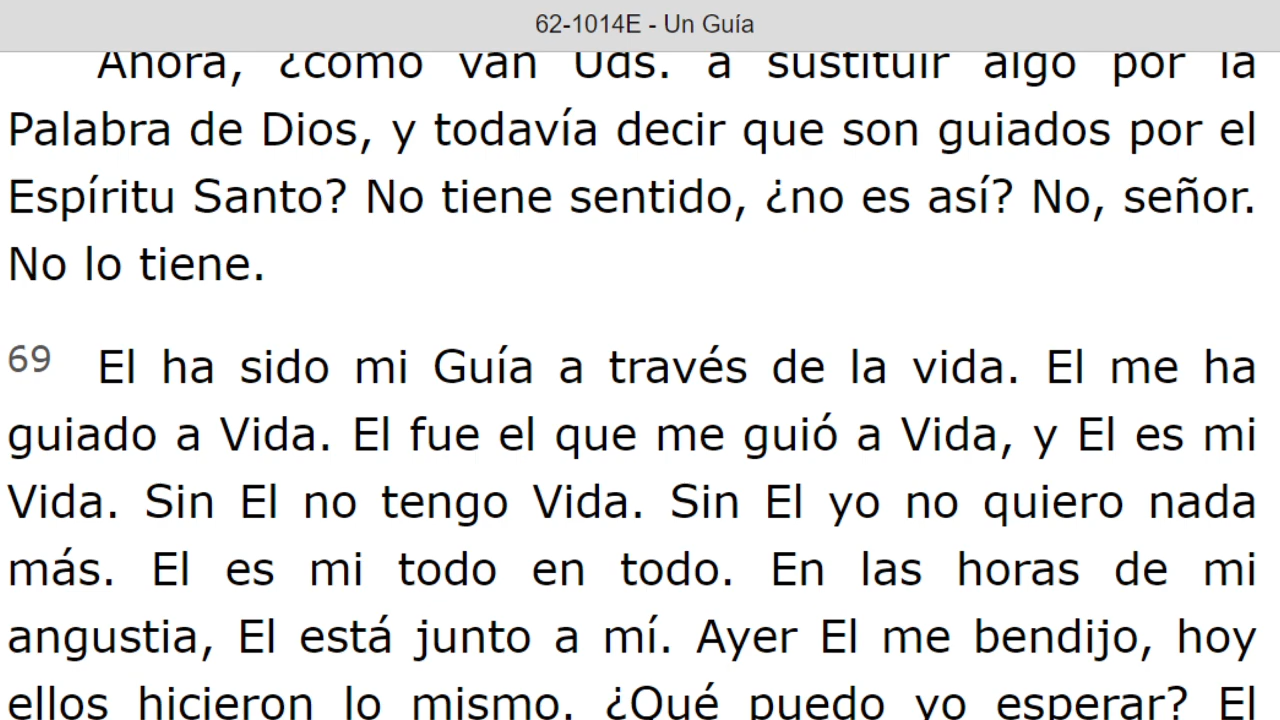 62-1014E - Un Guía
Ahora, ¿cómo van Uds. a sustituir algo por la
Palabra de Dios, y todavía decir que son guiados por el
Espíritu Santo? No tiene sentido, ¿no es así? No, señor.
No lo tiene.
69 El ha sido mi Guía a través de la vida. El me ha
guiado a Vida. El fue el que me guió a Vida, y El es mi
Vida. Sin El no tengo Vida. Sin El yo no quiero nada
más. El es mi todo en todo. En las horas de mi
angustia, El está junto a mí. Ayer El me bendijo, hoy
ellos hicieron lo mismo. ¿Qué puedo yo esperar? El